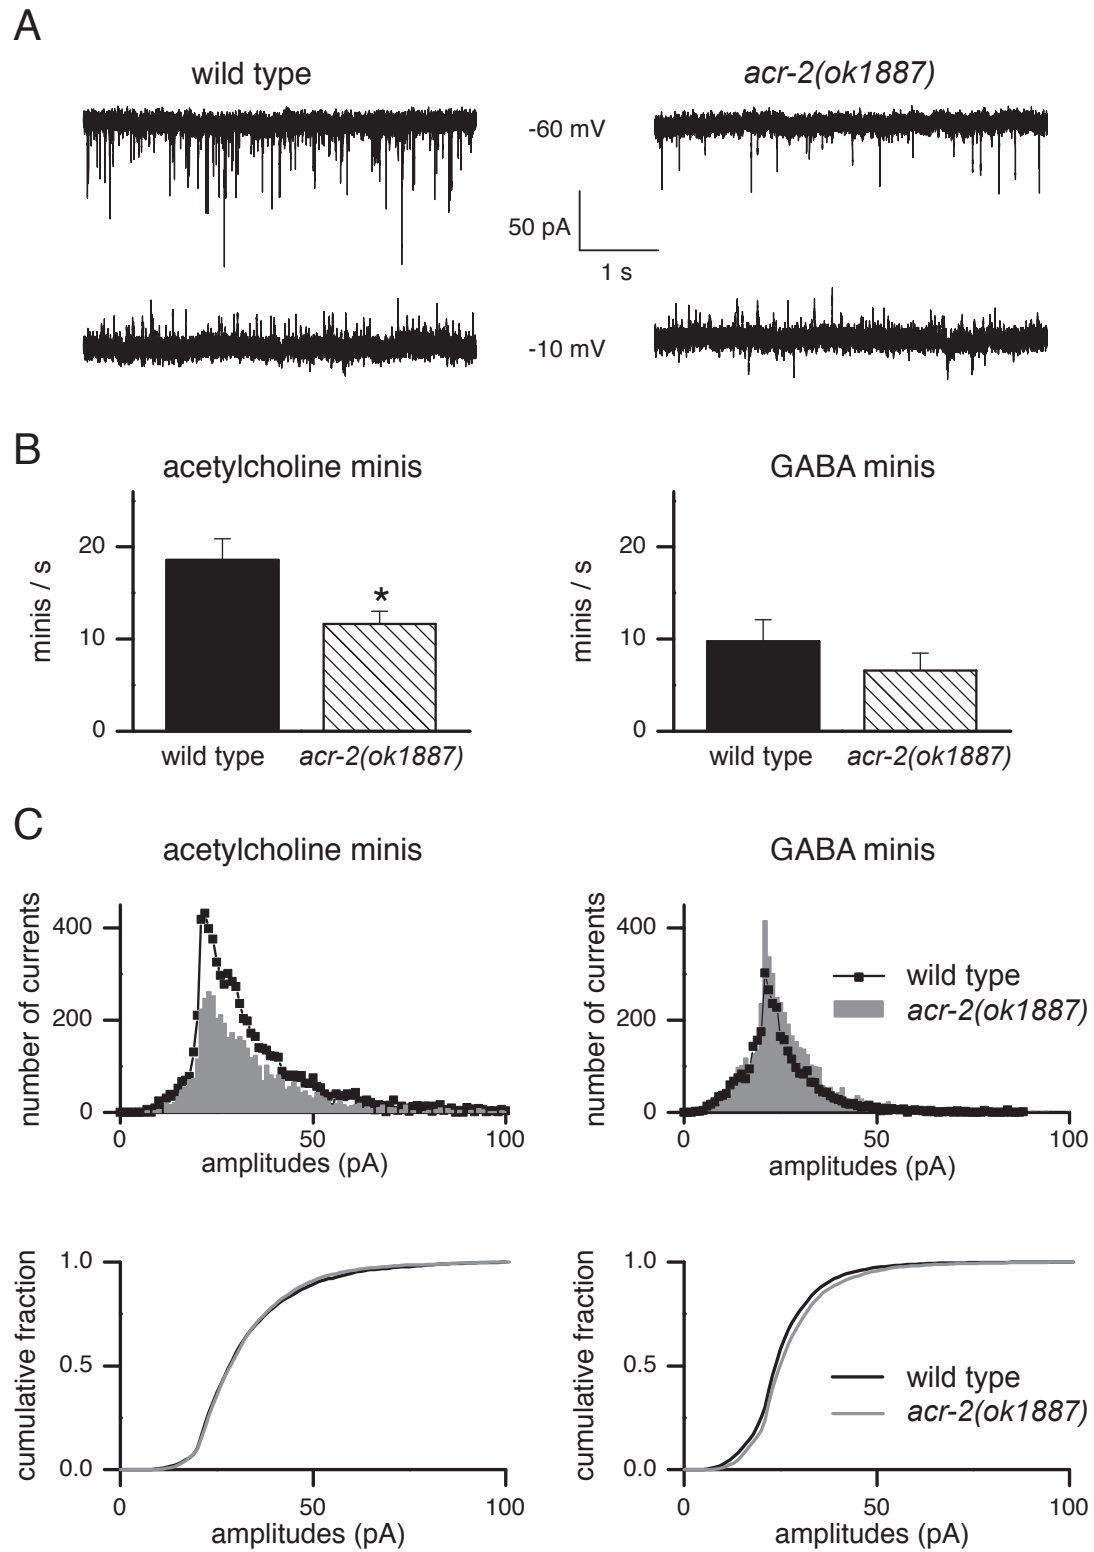 A
wild type
acr-2(ok1887)
-60 mV
50 pA
1 s
-10 mV
B
acetylcholine minis
GABA minis
minis / s
20
10
0
wild type
acr-2(ok1887)
*
minis / s
20
10
0
wild type
acr-2(ok1887)
C
acetylcholine minis
GABA minis
number of currents
400
200
0
0
50
100
amplitudes (pA)
number of currents
400
200
0
0
50
100
amplitudes (pA)
wild type
acr-2(ok1887)
cumulative fraction
1.0
0.5
0.0
0
50
100
amplitudes (pA)
cumulative fraction
1.0
0.5
0.0
0
50
100
amplitudes (pA)
wild type
acr-2(ok1887)